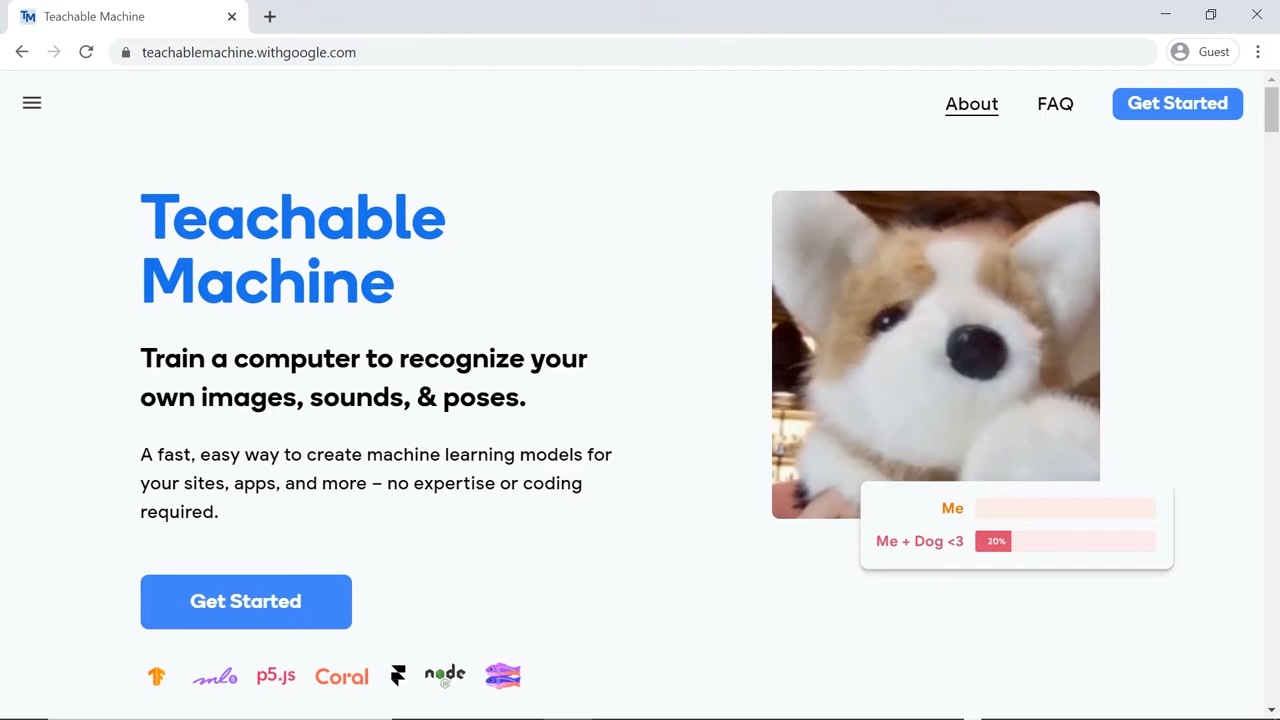 Teachable Machine
teachablemachine.withgoogle.com
Guest
About
FAQ
Get Started
Teachable
Machine
Train a computer to recognize your
own images, sounds, & poses.
A fast, easy way to create machine learning models for
your sites, apps, and more – no expertise or coding
required.
Me
Me + Dog <3
20%
Get Started
ml5
p5.js
Coral
node
JS